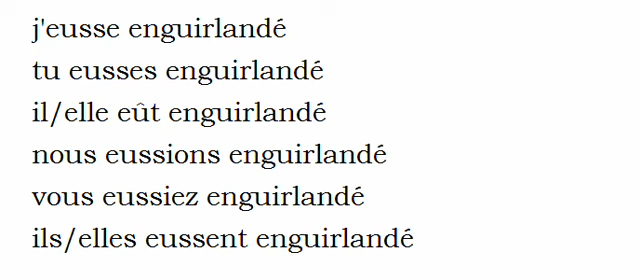 j'eusse enguirlandé
tu eusses enguirlandé
il/elle eût enguirlandé
nous eussions enguirlandé
vous eussiez enguirlandé
ils/elles eussent enguirlandé